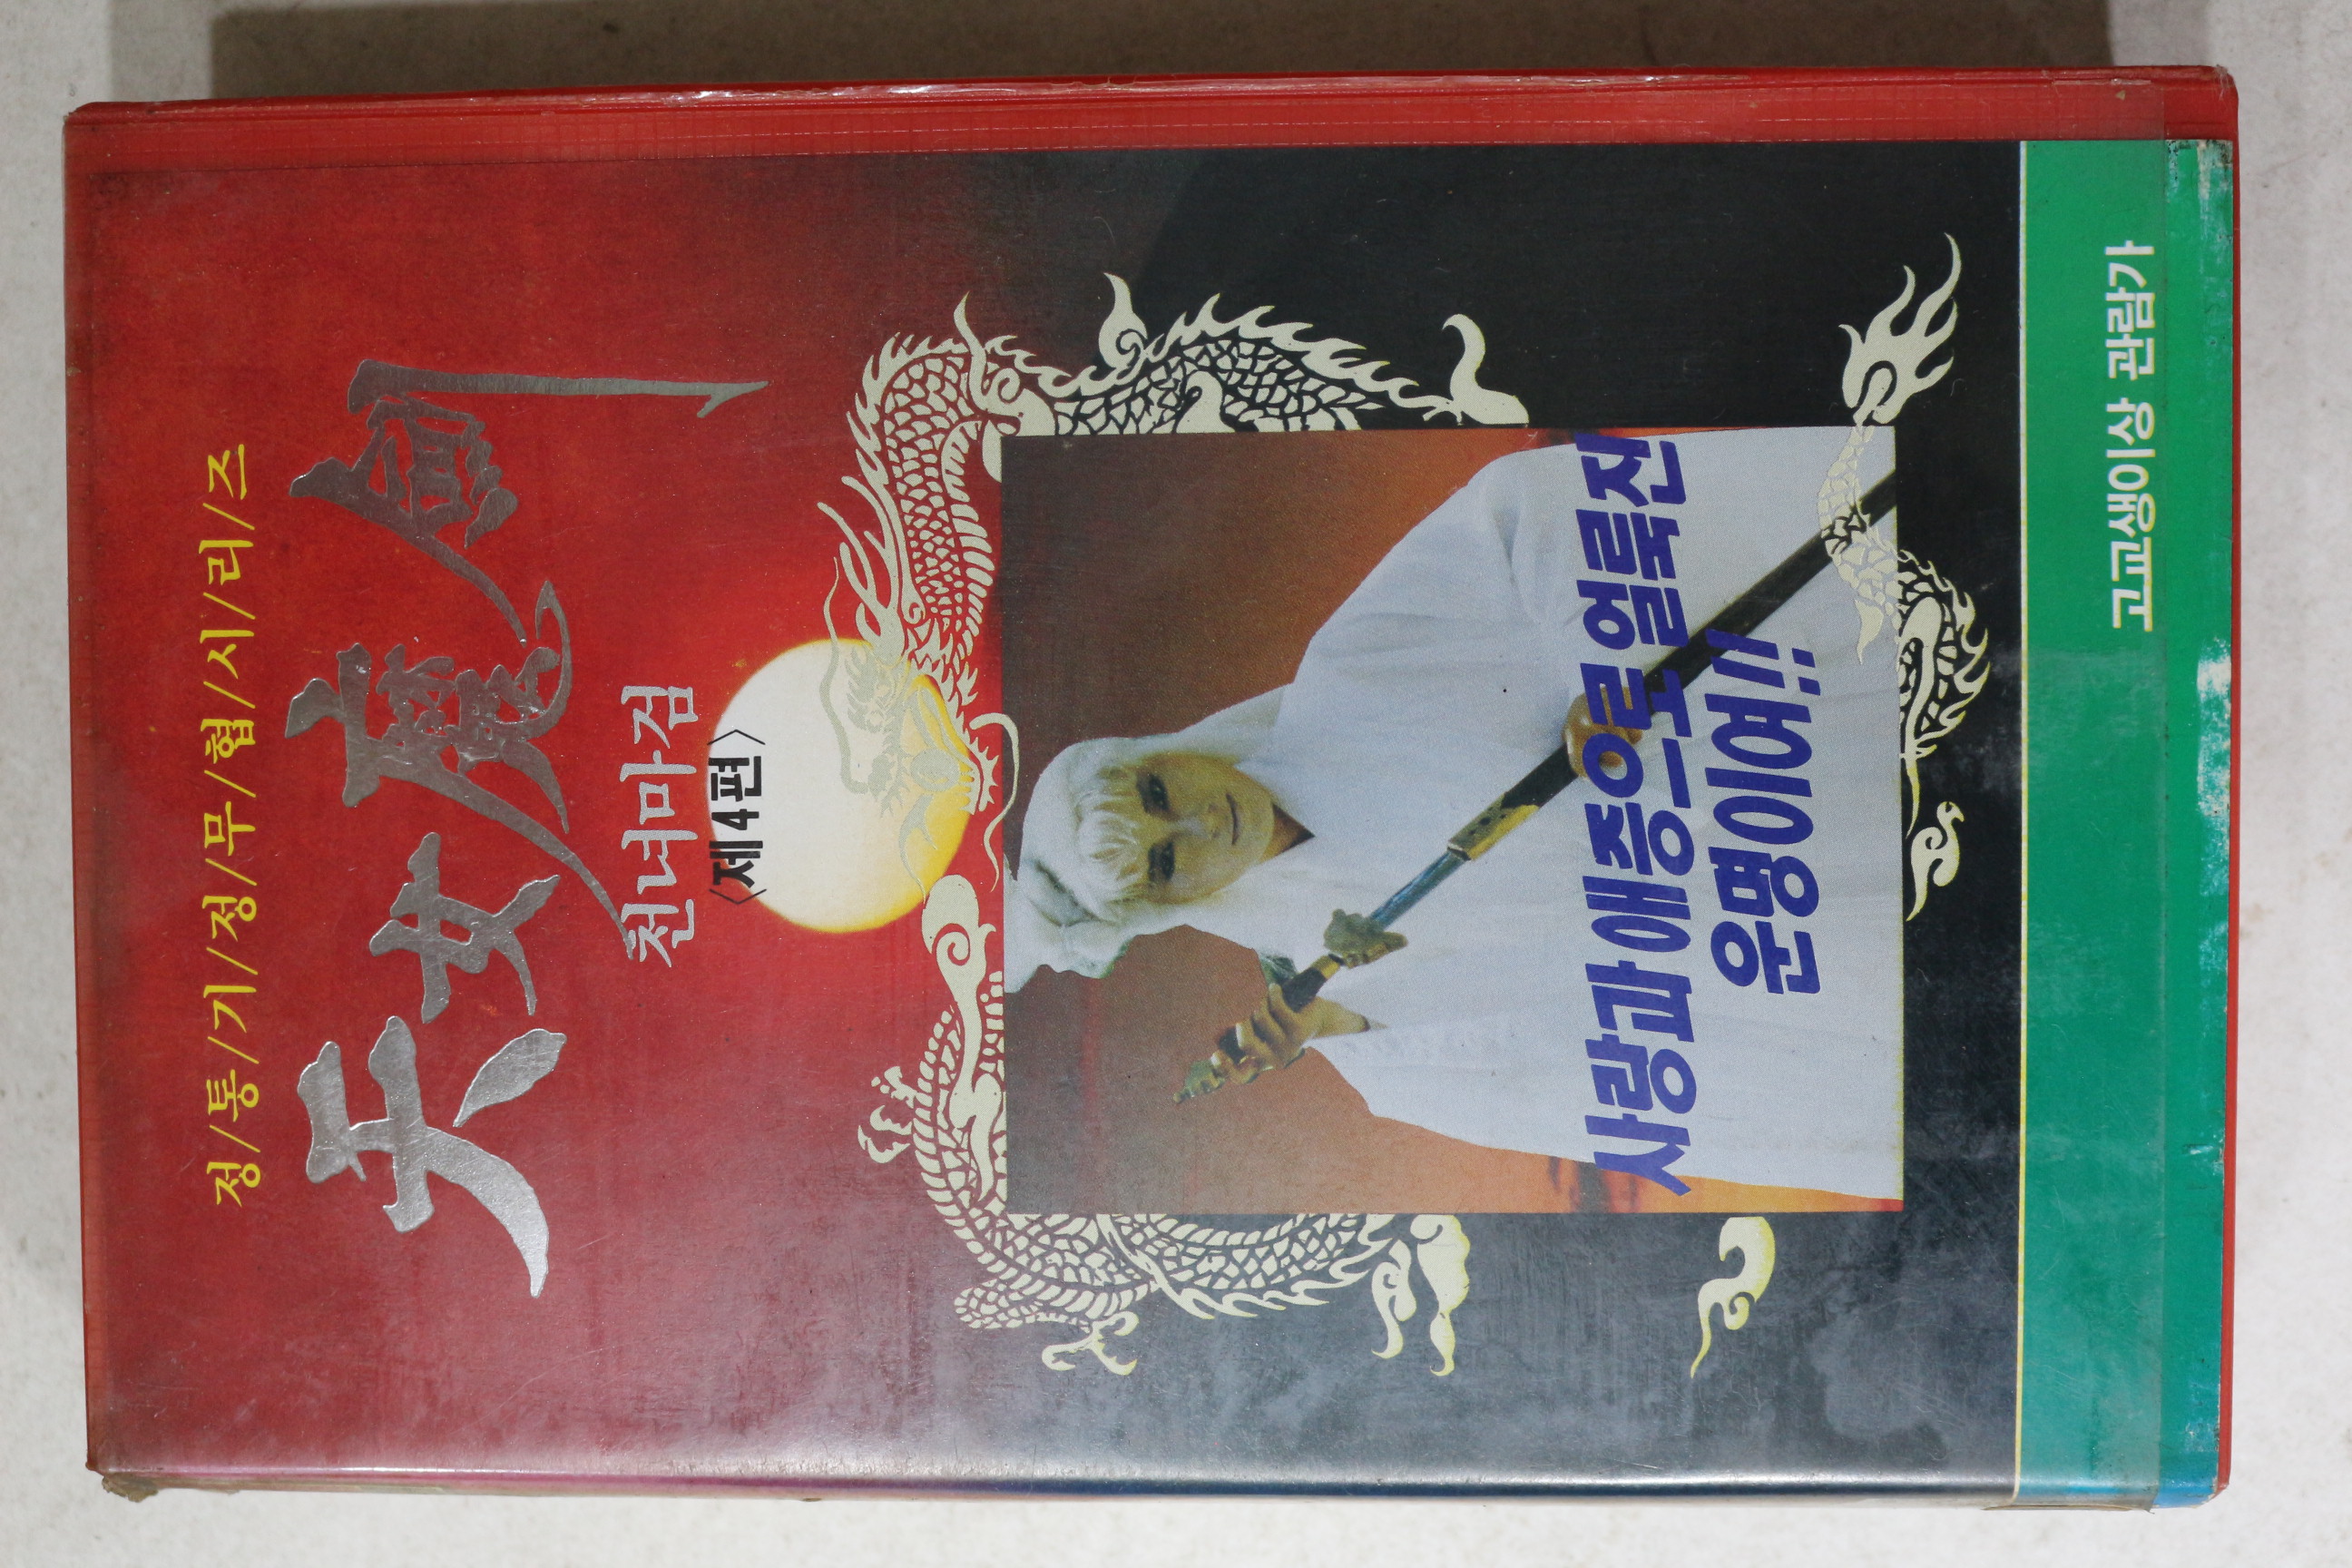 정/통/기/정/무/협/시/리/즈
天女魔劍
천녀마검
〈제4편〉
사랑과 애증으로 얼룩진
운명이여!!
고교생이상 관람가